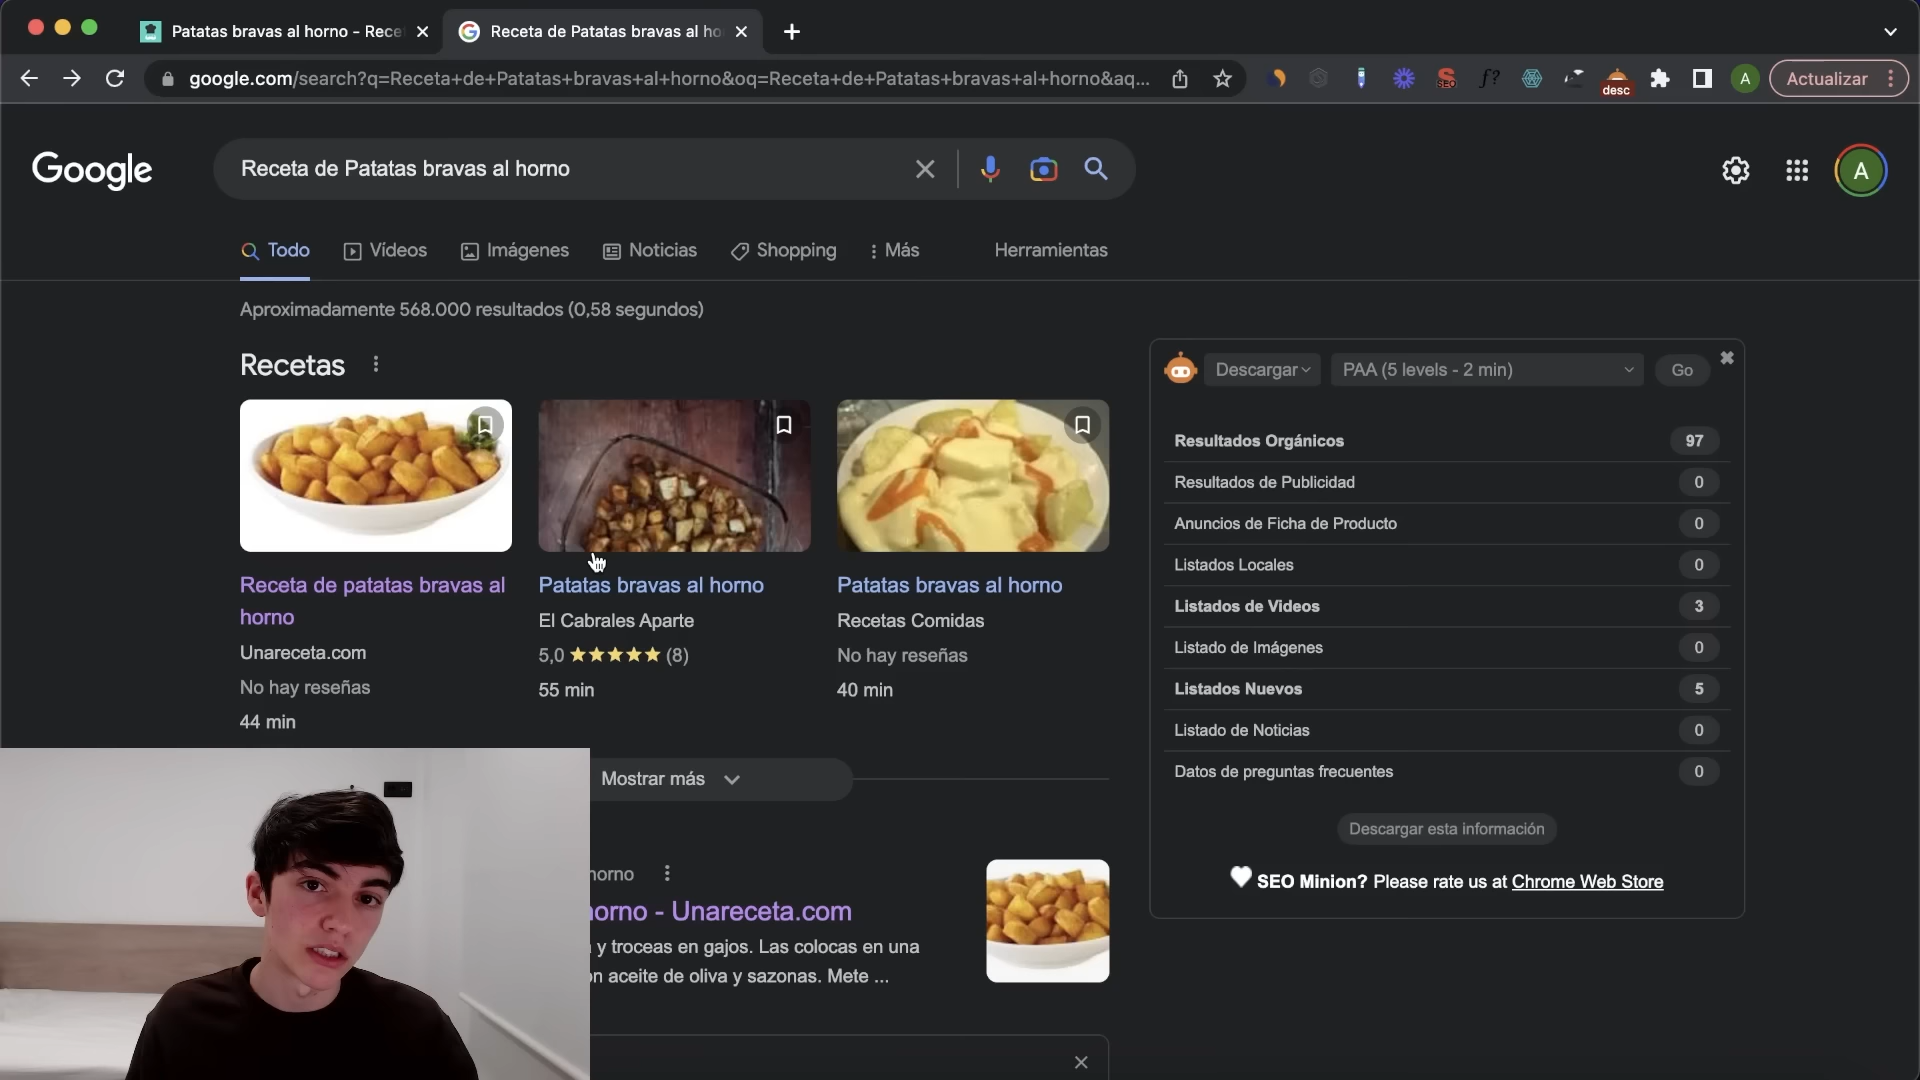 Patatas bravas al horno - Rece
Receta de Patatas bravas al ho
google.com/search?q=Receta+de+Patatas+bravas+al+horno&oq=Receta+de+Patatas+bravas+al+horno&aq...
SEO
f?
desc
A
Actualizar
Google
Receta de Patatas bravas al horno
A
Todo
Vídeos
Imágenes
Noticias
Shopping
Más
Herramientas
Aproximadamente 568.000 resultados (0,58 segundos)
Recetas
Receta de patatas bravas al
horno
Unareceta.com
No hay reseñas
44 min
Patatas bravas al horno
El Cabrales Aparte
5,0 ★★★★★ (8)
55 min
Patatas bravas al horno
Recetas Comidas
No hay reseñas
40 min
Mostrar más
horno
horno - Unareceta.com
y troceas en gajos. Las colocas en una
aceite de oliva y sazonas. Mete ...
Descargar
PAA (5 levels - 2 min)
Go
Resultados Orgánicos 97
Resultados de Publicidad 0
Anuncios de Ficha de Producto 0
Listados Locales 0
Listados de Videos 3
Listado de Imágenes 0
Listados Nuevos 5
Listado de Noticias 0
Datos de preguntas frecuentes 0
Descargar esta información
SEO Minion? Please rate us at Chrome Web Store